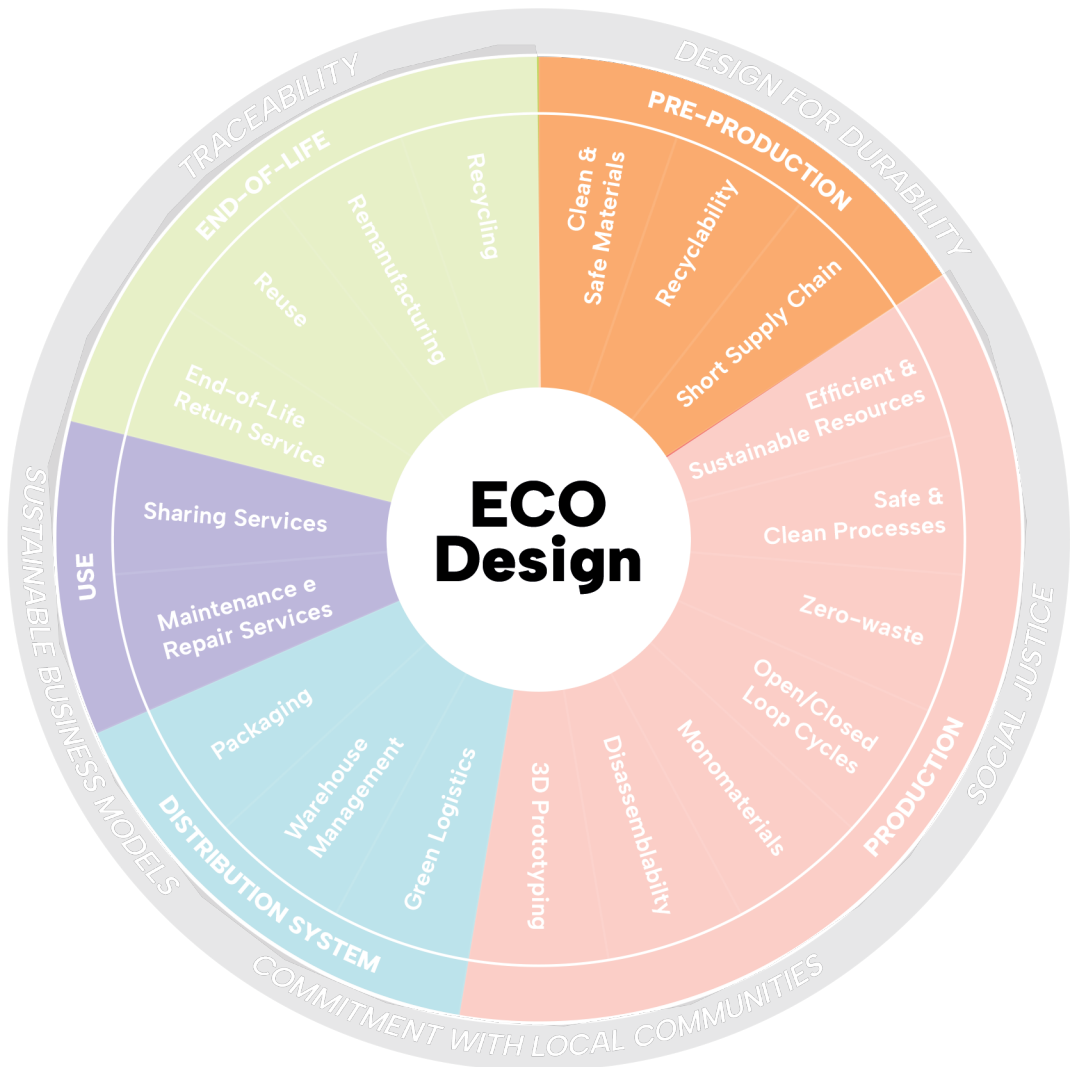 ECO
Design
DESIGN FOR DURABILITY
PRE-PRODUCTION
Clean &
Safe Materials
Recyclability
Short Supply Chain
SOCIAL JUSTICE
PRODUCTION
Efficient &
Sustainable Resources
Safe &
Clean Processes
Zero-waste
Open/Closed
Loop Cycles
Monomaterials
Disassemblabilty
3D Prototyping
COMMITMENT WITH LOCAL COMMUNITIES
DISTRIBUTION SYSTEM
Green Logistics
Warehouse
Management
Packaging
SUSTAINABLE BUSINESS MODELS
USE
Maintenance e
Repair Services
Sharing Services
TRACEABILITY
END-OF-LIFE
End-of-Life
Return Service
Reuse
Remanufacturing
Recycling